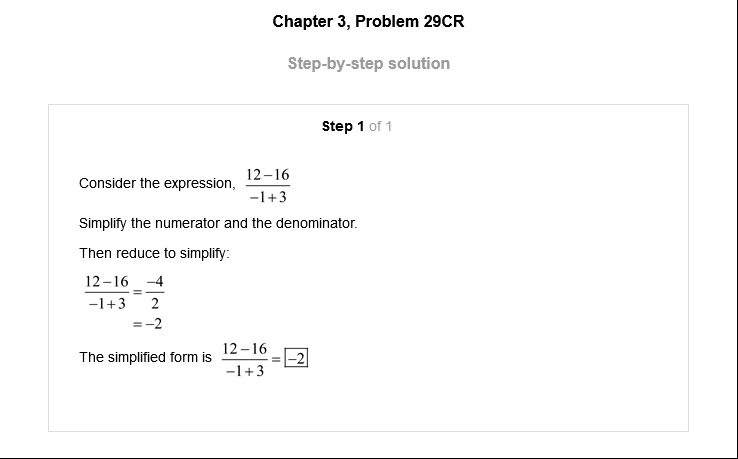 Chapter 3, Problem 29CR
Step-by-step solution
Step 1 of 1
Consider the expression, \frac{12-16}{-1+3}
Simplify the numerator and the denominator.
Then reduce to simplify:
\frac{12-16}{-1+3} = \frac{-4}{2}
= -2
The simplified form is \frac{12-16}{-1+3} = \boxed{-2}